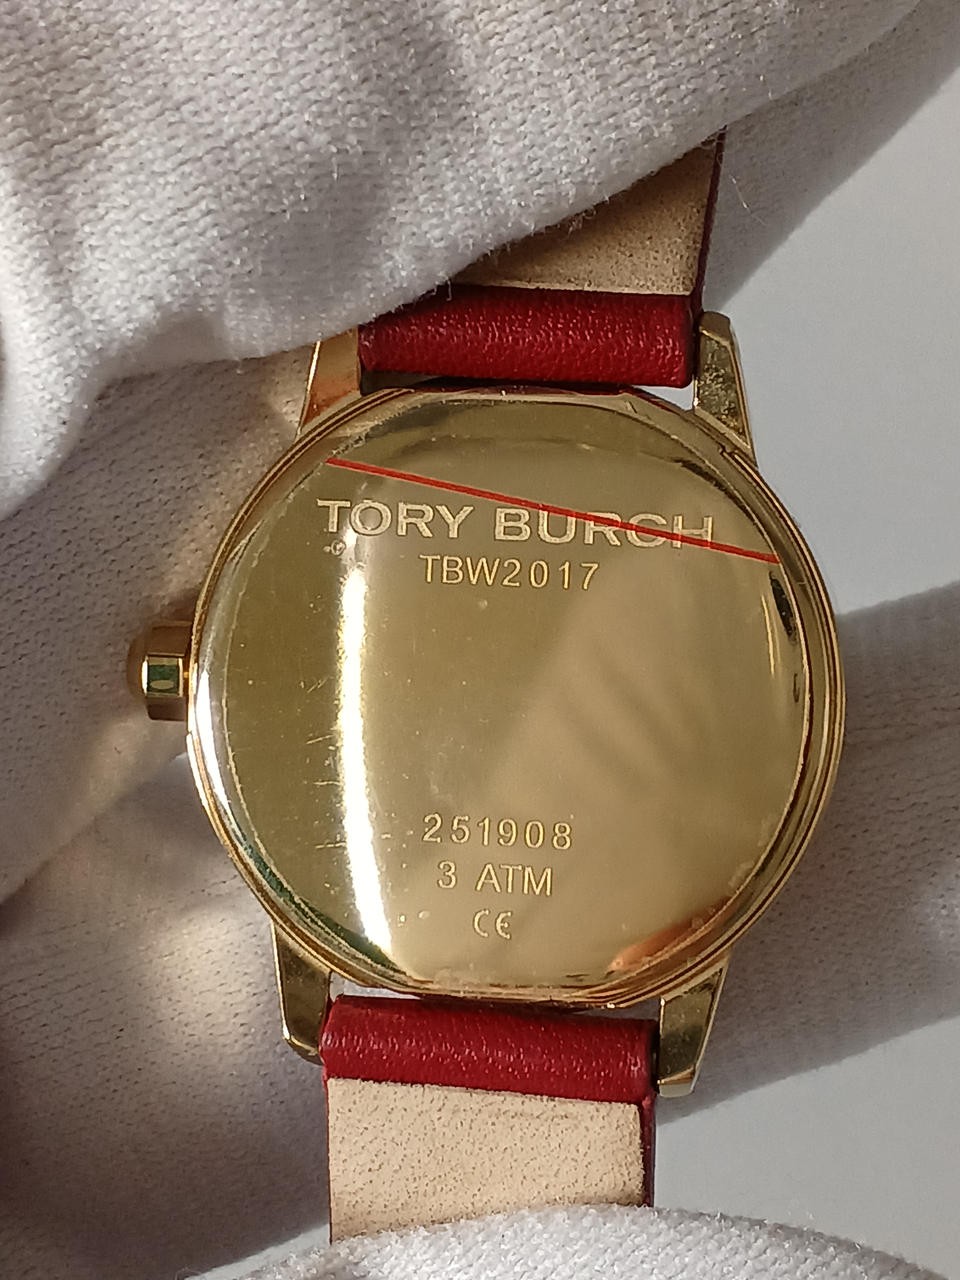 TORY BURCH
TBW2017
251908
3 ATM
CE